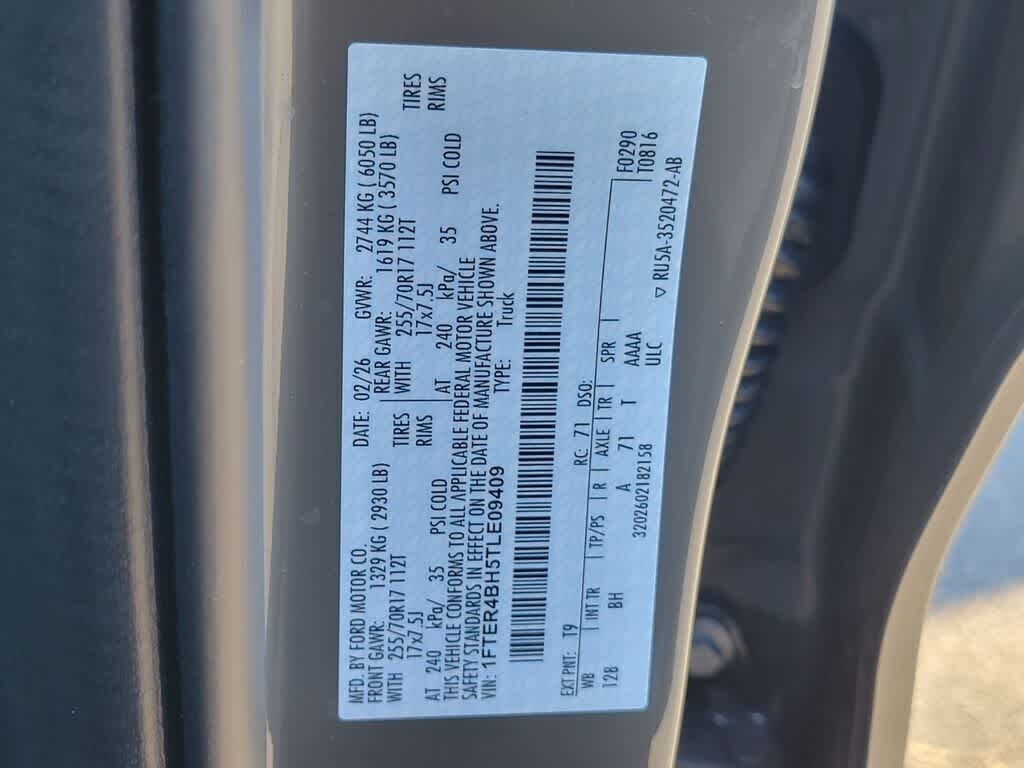 MFD. BY FORD MOTOR CO. DATE: 02/26 GVWR: 2744 KG ( 6050 LB)
FRONT GAWR: 1329 KG ( 2930 LB) REAR GAWR: 1619 KG ( 3570 LB)
WITH 255/70R17 112T TIRES WITH 255/70R17 112T TIRES
17x7.5J RIMS 17x7.5J RIMS
AT 240 kPa/ 35 PSI COLD AT 240 kPa/ 35 PSI COLD
THIS VEHICLE CONFORMS TO ALL APPLICABLE FEDERAL MOTOR VEHICLE
SAFETY STANDARDS IN EFFECT ON THE DATE OF MANUFACTURE SHOWN ABOVE.
VIN: 1FTER4BH5TLE09409 TYPE: Truck
EXT PNT: T9 RC: 71 DSO: F0290
WB INT TR TP/PS R AXLE TR SPR T0816
12B BH A 71 T AAAA
3202602182158 ULC
▽ RU5A-3520472-AB